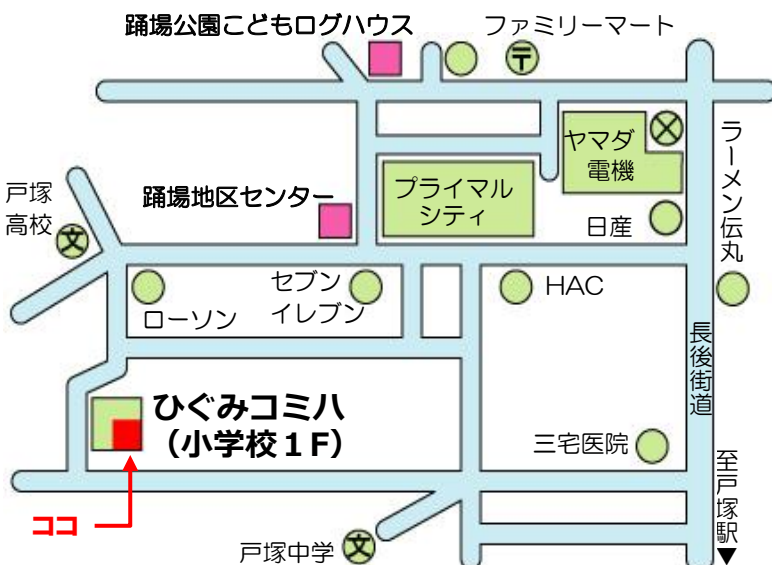 踊場公園こどもログハウス
ファミリーマート
〒
ヤマダ
電機
ラーメン伝丸
戸塚
高校
文
踊場地区センター
プライマル
シティ
日産
ローソン
セブン
イレブン
HAC
長後街道
ひぐみコミハ
（小学校１F）
三宅医院
至戸塚駅▼
ココ
戸塚中学
文